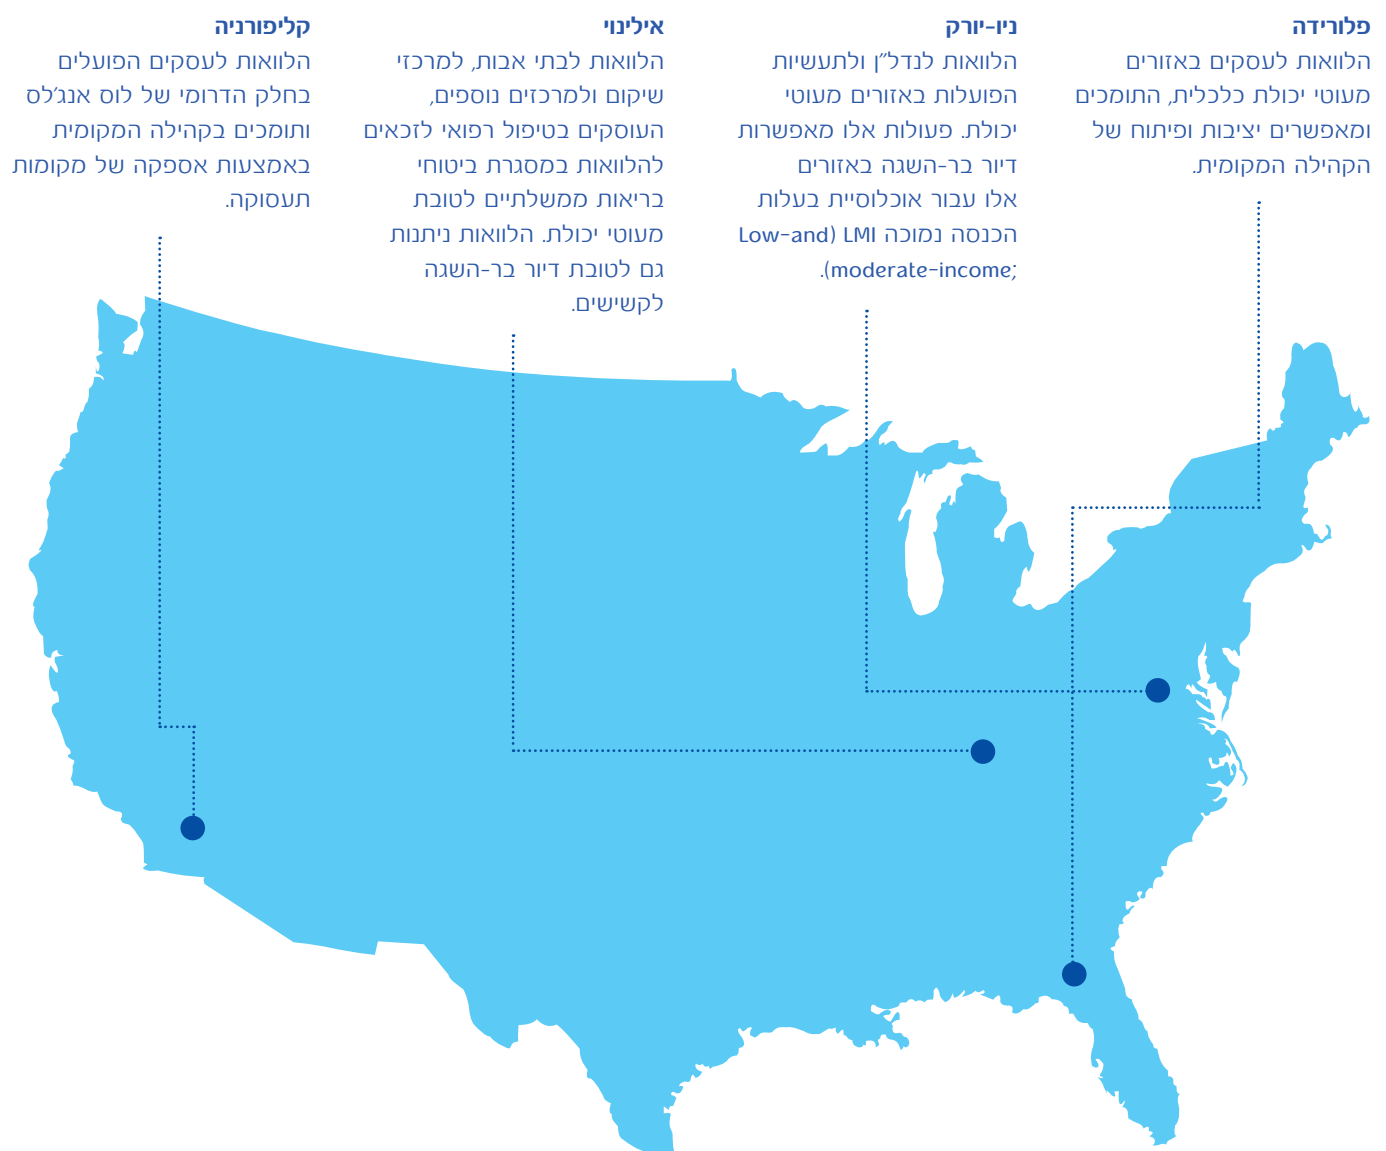 פלורידה
הלוואות לעסקים באזורים
מעוטי יכולת כלכלית, התומכים
ומאפשרים יציבות ופיתוח של
הקהילה המקומית.
ניו-יורק
הלוואות לנדל"ן ולתעשיות
הפועלות באזורים מעוטי
יכולת. פעולות אלו מאפשרות
דיור בר-השגה באזורים
אלו עבור אוכלוסיית בעלות
הכנסה נמוכה LMI (Low-and
moderate-income;).
אילינוי
הלוואות לבתי אבות, למרכזי
שיקום ולמרכזים נוספים,
העוסקים בטיפול רפואי לזכאים
להלוואות במסגרת ביטוחי
בריאות ממשלתיים לטובת
מעוטי יכולת. הלוואות ניתנות
גם לטובת דיור בר-השגה
לקשישים.
קליפורניה
הלוואות לעסקים הפועלים
בחלק הדרומי של לוס אנג'לס
ותומכים בקהילה המקומית
באמצעות אספקה של מקומות
תעסוקה.